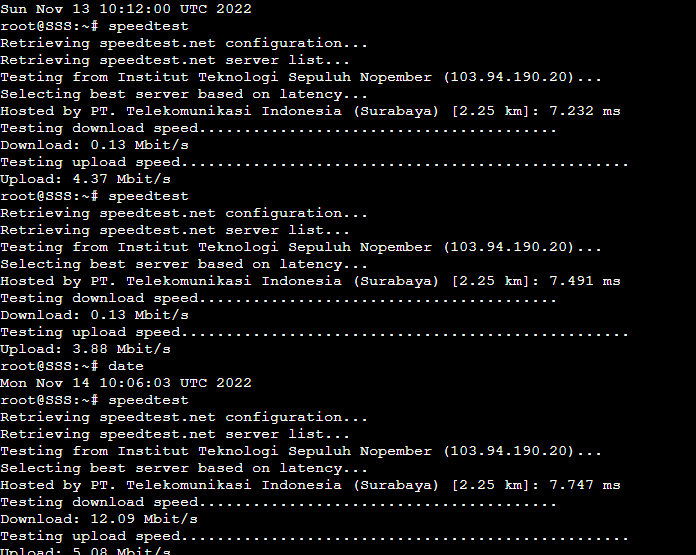 Sun Nov 13 10:12:00 UTC 2022
root@SSS:~# speedtest
Retrieving speedtest.net configuration...
Retrieving speedtest.net server list...
Testing from Institut Teknologi Sepuluh Nopember (103.94.190.20)...
Selecting best server based on latency...
Hosted by PT. Telekomunikasi Indonesia (Surabaya) [2.25 km]: 7.232 ms
Testing download speed........................................
Download: 0.13 Mbit/s
Testing upload speed..................................................
Upload: 4.37 Mbit/s
root@SSS:~# speedtest
Retrieving speedtest.net configuration...
Retrieving speedtest.net server list...
Testing from Institut Teknologi Sepuluh Nopember (103.94.190.20)...
Selecting best server based on latency...
Hosted by PT. Telekomunikasi Indonesia (Surabaya) [2.25 km]: 7.491 ms
Testing download speed........................................
Download: 0.13 Mbit/s
Testing upload speed..................................................
Upload: 3.88 Mbit/s
root@SSS:~# date
Mon Nov 14 10:06:03 UTC 2022
root@SSS:~# speedtest
Retrieving speedtest.net configuration...
Retrieving speedtest.net server list...
Testing from Institut Teknologi Sepuluh Nopember (103.94.190.20)...
Selecting best server based on latency...
Hosted by PT. Telekomunikasi Indonesia (Surabaya) [2.25 km]: 7.747 ms
Testing download speed........................................
Download: 12.09 Mbit/s
Testing upload speed..................................................
Upload: 5.08 Mbit/s